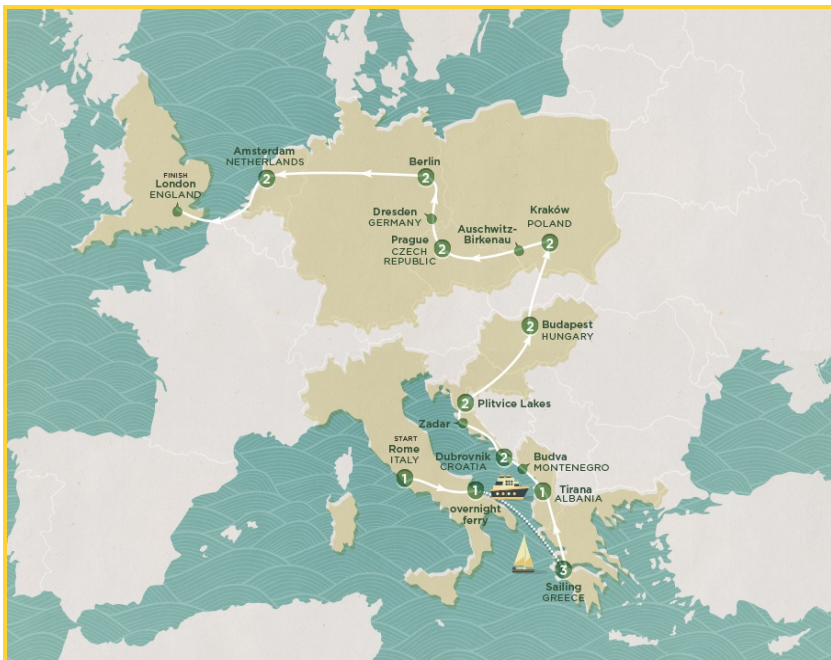 Amsterdam
NETHERLANDS
2
FINISH
London
ENGLAND
Berlin
2
Dresden
GERMANY
Prague
CZECH
REPUBLIC
2
Auschwitz-
Birkenau
Kraków
POLAND
2
2
Budapest
HUNGARY
2
Plitvice Lakes
Zadar
START
Rome
ITALY
1
Dubrovnik
CROATIA
2
Budva
MONTENEGRO
1
overnight
ferry
1
Tirana
ALBANIA
3
Sailing
GREECE